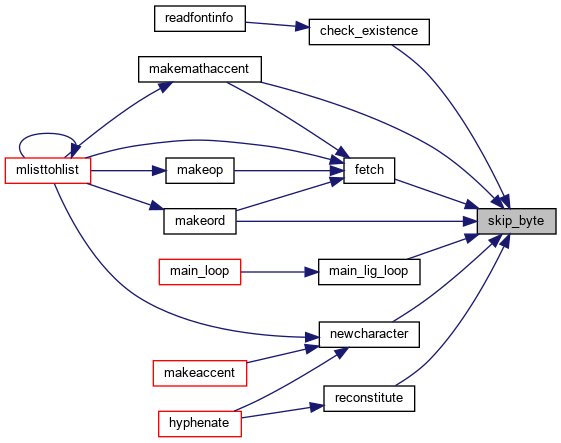 readfontinfo
check_existence
makemathaccent
mlisttohlist
makeop
fetch
makeord
skip_byte
main_loop
main_lig_loop
newcharacter
makeaccent
reconstitute
hyphenate